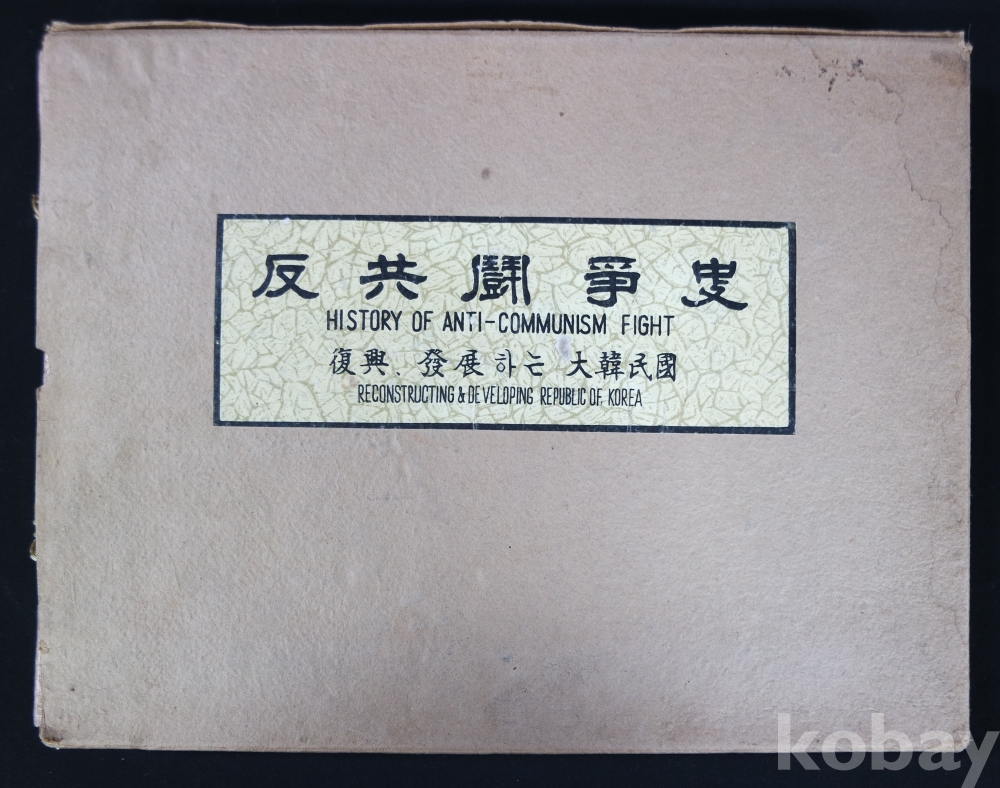 反共鬪爭史
HISTORY OF ANTI-COMMUNISM FIGHT
復興、發展하는 大韓民國
RECONSTRUCTING & DEVELOPING REPUBLIC OF KOREA
kobay